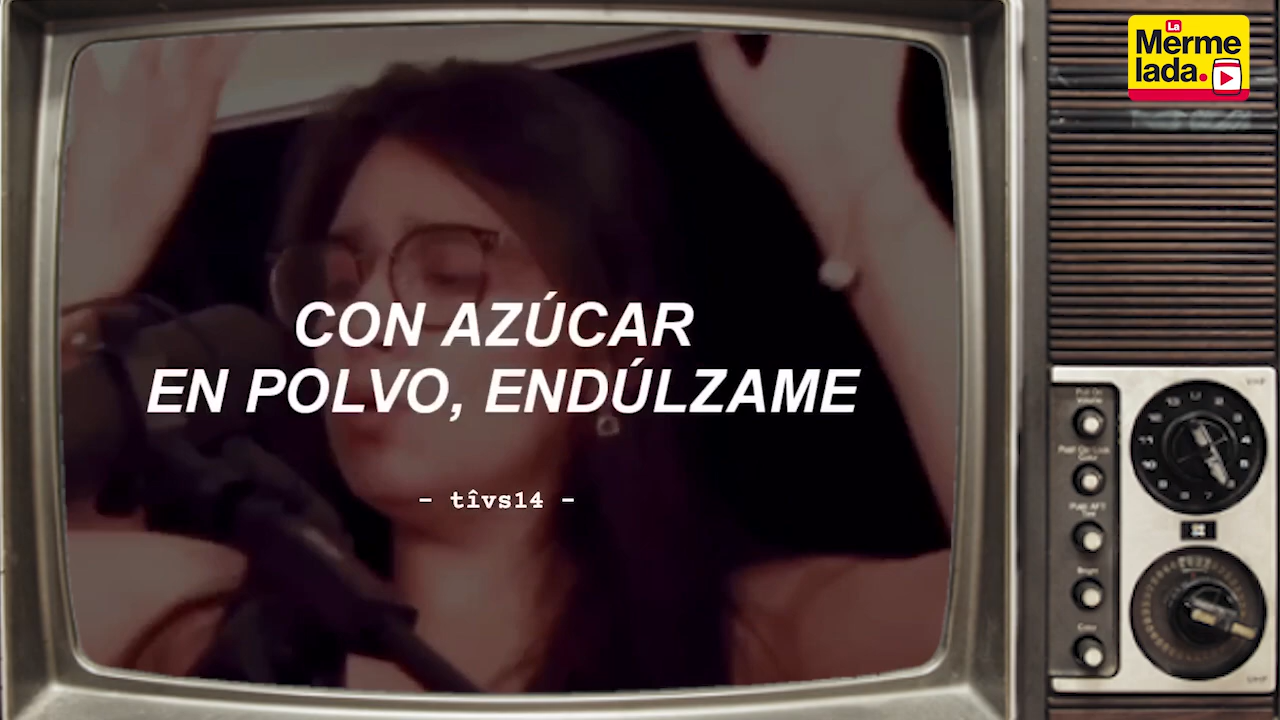 La
Merme
lada.
CON AZÚCAR
EN POLVO, ENDÚLZAME
- tîvs14 -